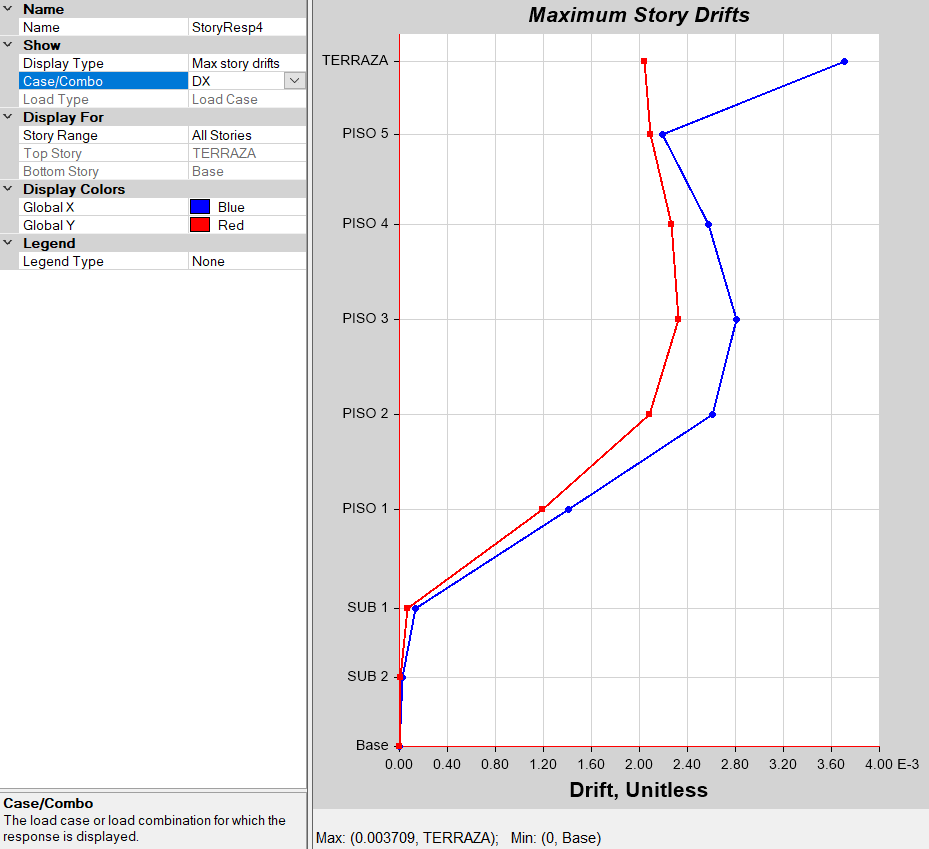 Name
Name StoryResp4
Show
Display Type Max story drifts
Case/Combo DX
Load Type Load Case
Display For
Story Range All Stories
Top Story TERRAZA
Bottom Story Base
Display Colors
Global X Blue
Global Y Red
Legend
Legend Type None
Case/Combo
The load case or load combination for which the
response is displayed.
Maximum Story Drifts
TERRAZA
PISO 5
PISO 4
PISO 3
PISO 2
PISO 1
SUB 1
SUB 2
Base
0.00 0.40 0.80 1.20 1.60 2.00 2.40 2.80 3.20 3.60 4.00 E-3
Drift, Unitless
Max: (0.003709, TERRAZA); Min: (0, Base)